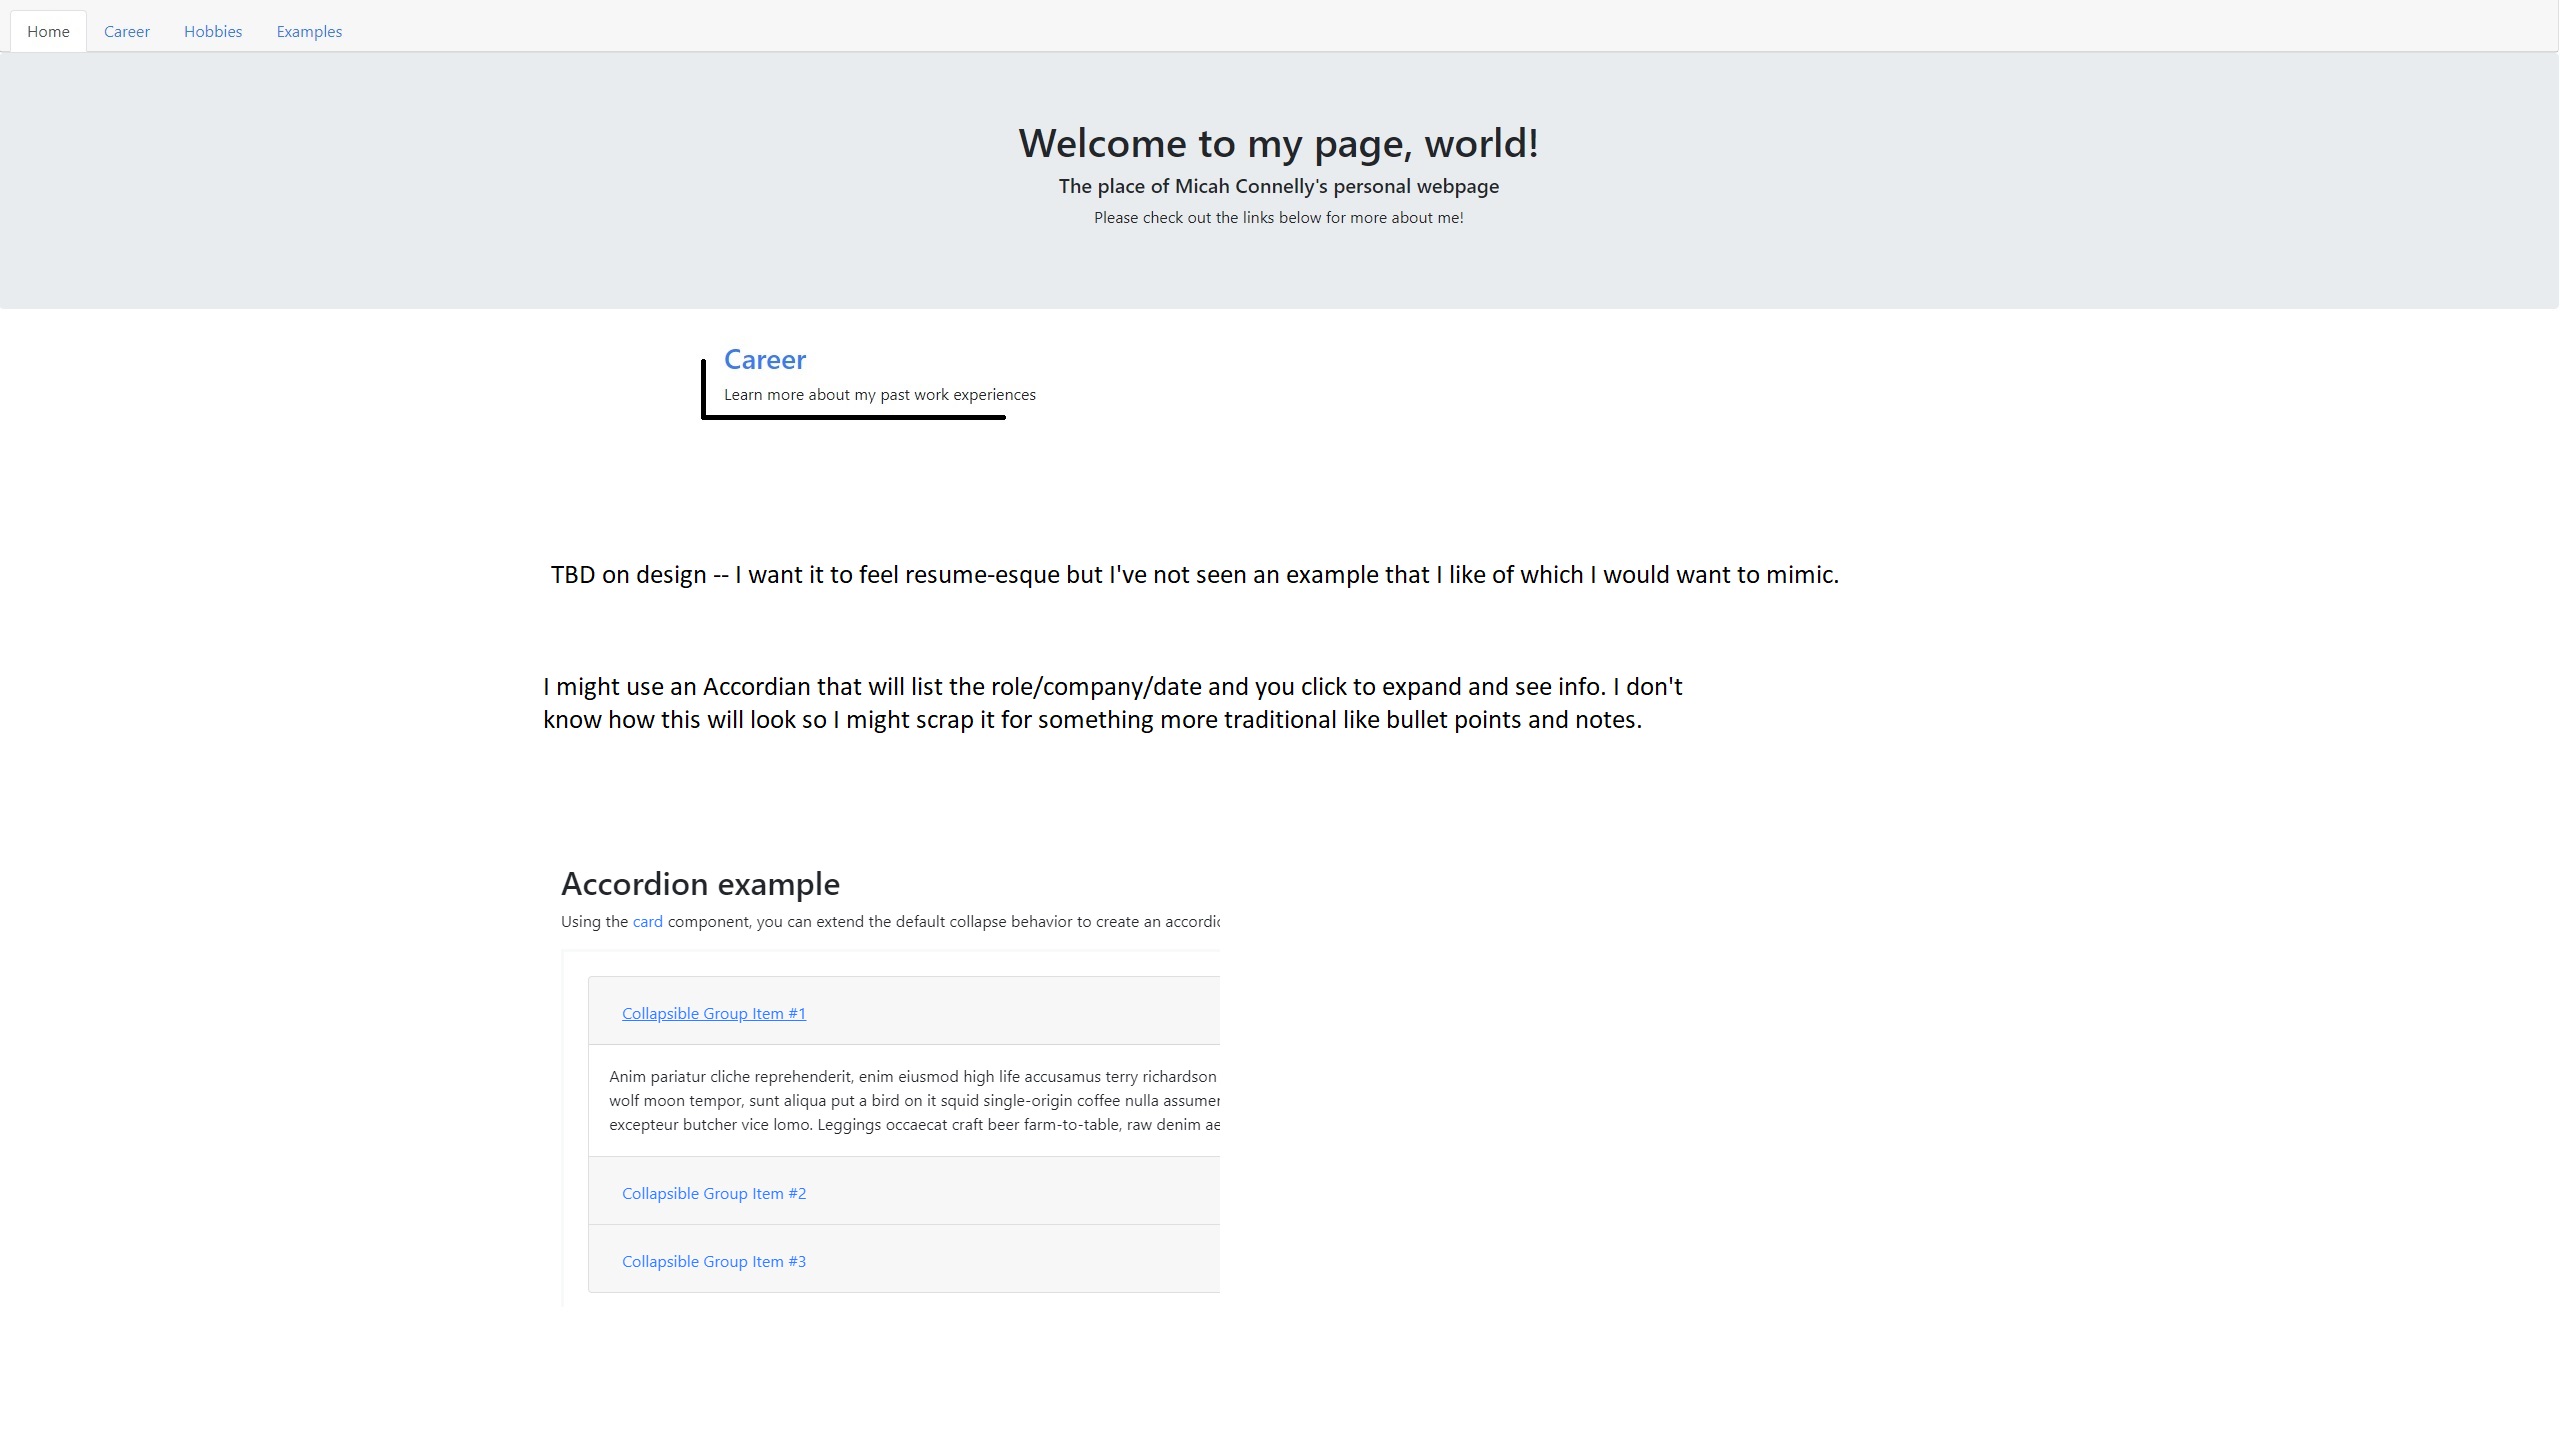 Home Career Hobbies Examples
Welcome to my page, world!
The place of Micah Connelly's personal webpage
Please check out the links below for more about me!
Career
Learn more about my past work experiences
TBD on design -- I want it to feel resume-esque but I've not seen an example that I like of which I would want to mimic.
I might use an Accordian that will list the role/company/date and you click to expand and see info. I don't
know how this will look so I might scrap it for something more traditional like bullet points and notes.
Accordion example
Using the card component, you can extend the default collapse behavior to create an
Collapsible Group Item #1
Anim pariatur cliche reprehenderit, enim eiusmod high life accusamus terry richardson
wolf moon tempor, sunt aliqua put a bird on it squid single-origin coffee nulla
excepteur butcher vice lomo. Leggings occaecat craft beer farm-to-table, raw denim
Collapsible Group Item #2
Collapsible Group Item #3